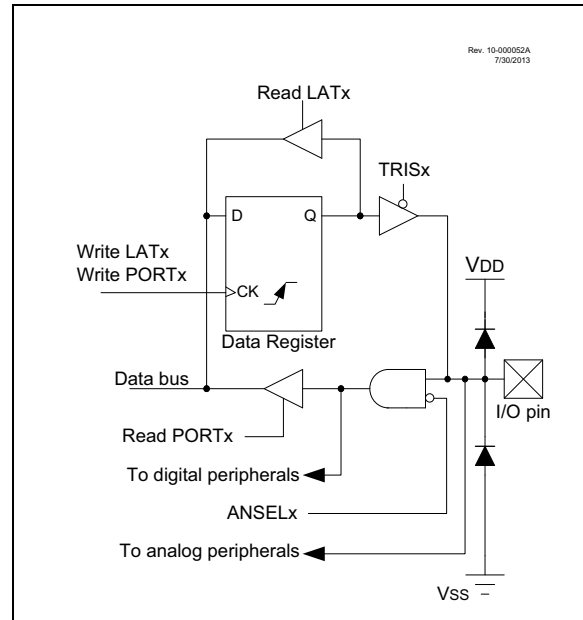 Rev. 10-000052A
7/30/2013
Read LATx
TRISx
D Q
Write LATx
Write PORTx
CK
VDD
Data Register
Data bus
I/O pin
Read PORTx
To digital peripherals
ANSELx
To analog peripherals
VSS